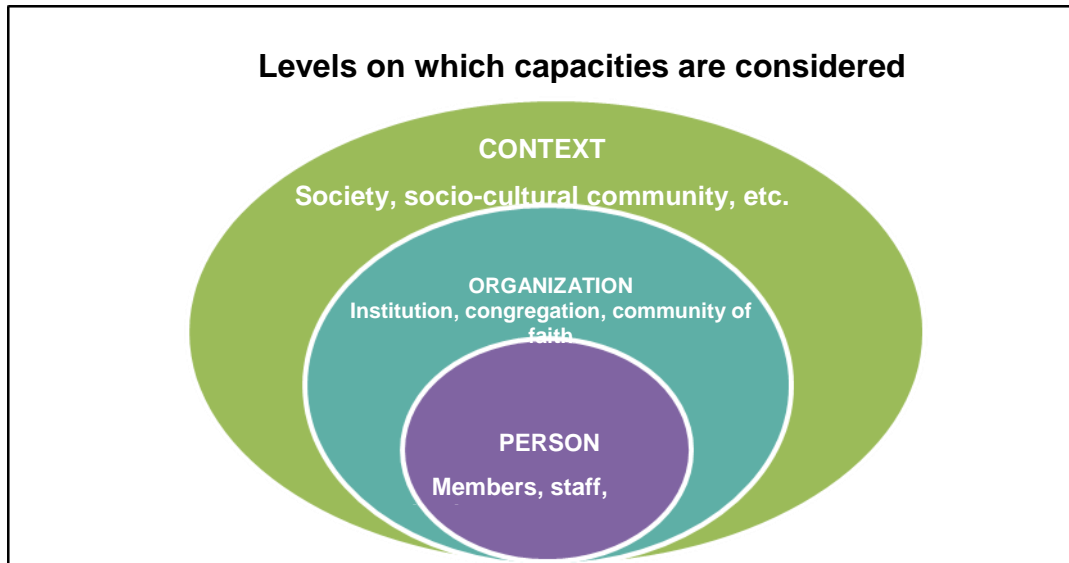 Levels on which capacities are considered
CONTEXT
Society, socio-cultural community, etc.
ORGANIZATION
Institution, congregation, community of
faith
PERSON
Members, staff,